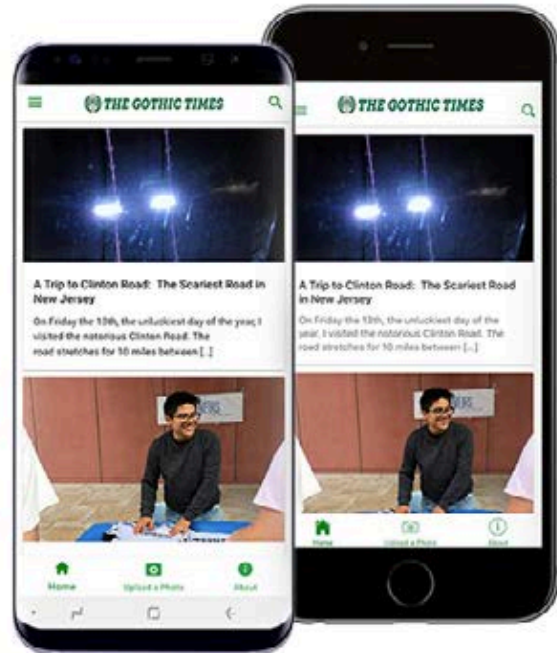 THE GOTHIC TIMES
A Trip to Clinton Road: The Scariest Road in
New Jersey
On Friday the 13th, the unluckiest day of the year, I
visited the notorious Clinton Road. The
road stretches for 10 miles between [...]
Home
Upload a Photo
About
THE GOTHIC TIMES
A Trip to Clinton Road: The Scariest Road
in New Jersey
On Friday the 13th, the unluckiest day of the
year, I visited the notorious Clinton Road. The
road stretches for 10 miles between [...]
Home
Upload a Photo
About